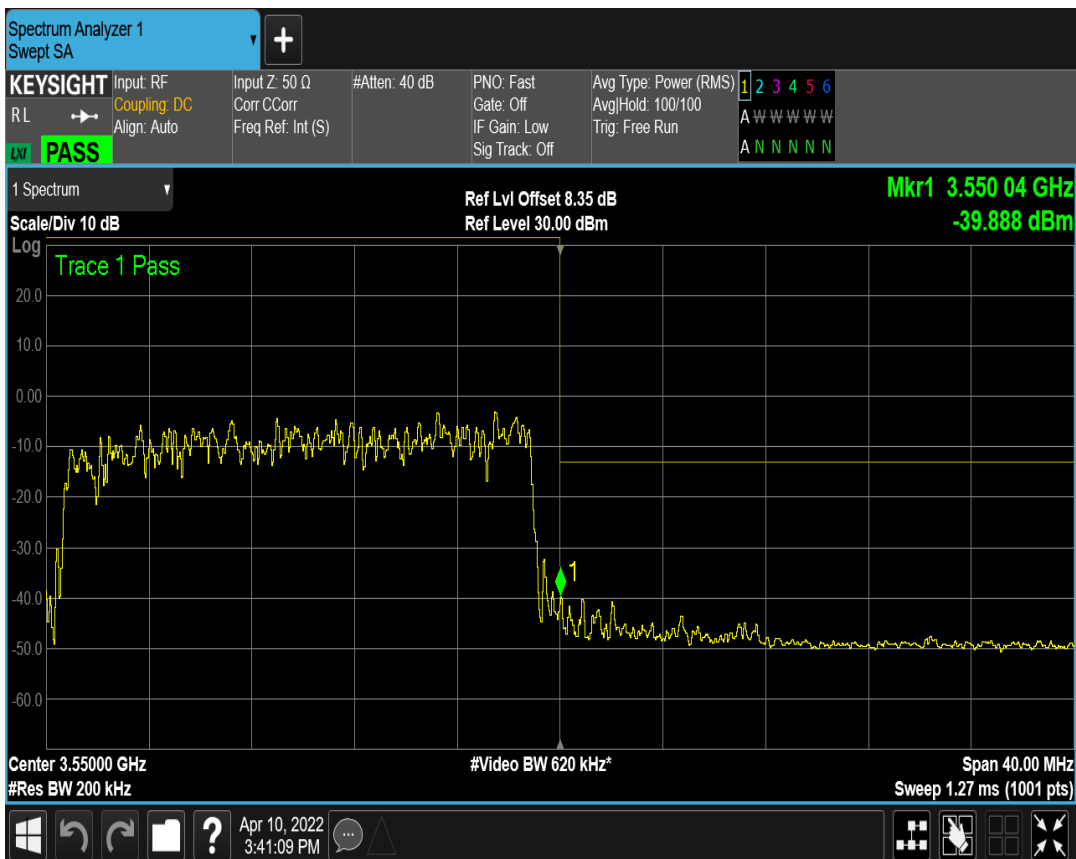 Spectrum Analyzer 1
Swept SA
+
KEYSIGHT
RL
LXI PASS
Input: RF
Coupling: DC
Align: Auto
Input Z: 50 Ω
Corr CCorr
Freq Ref: Int (S)
#Atten: 40 dB
PNO: Fast
Gate: Off
IF Gain: Low
Sig Track: Off
Avg Type: Power (RMS)
Avg|Hold: 100/100
Trig: Free Run
1 2 3 4 5 6
A W W W W W
A N N N N N
1 Spectrum
Scale/Div 10 dB
Ref Lvl Offset 8.35 dB
Ref Level 30.00 dBm
Mkr1 3.550 04 GHz
-39.888 dBm
Log
Trace 1 Pass
20.0
10.0
0.00
-10.0
-20.0
-30.0
-40.0
-50.0
-60.0
1
Center 3.55000 GHz
#Res BW 200 kHz
#Video BW 620 kHz*
Span 40.00 MHz
Sweep 1.27 ms (1001 pts)
?
Apr 10, 2022
3:41:09 PM